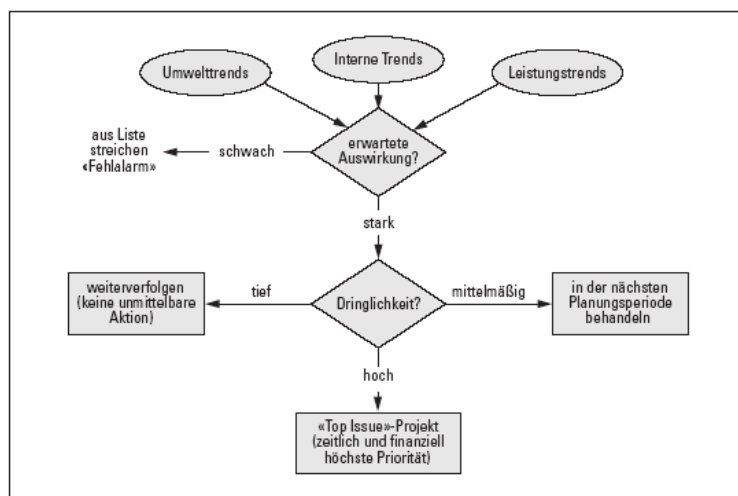 Umwelttrends
Interne Trends
Leistungstrends
erwartete
Auswirkung?
aus Liste
streichen
«Fehlalarm»
schwach
stark
weiterverfolgen
(keine unmittelbare
Aktion)
tief
Dringlichkeit?
mittelmäßig
in der nächsten
Planungsperiode
behandeln
hoch
«Top Issue»-Projekt
(zeitlich und finanziell
höchste Priorität)